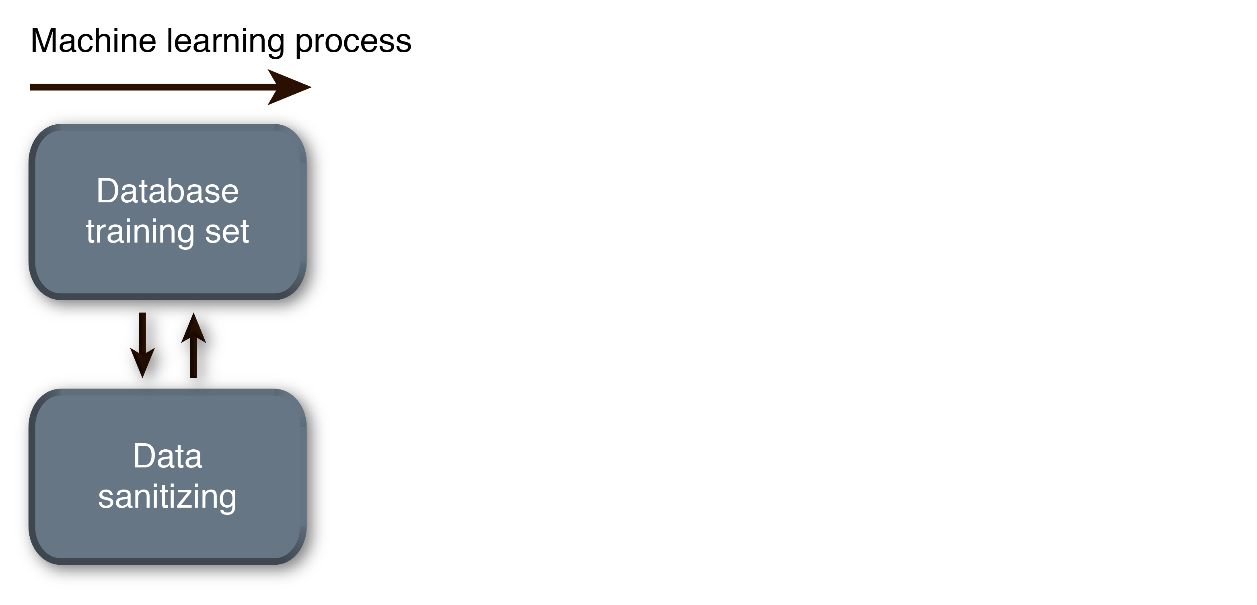 Machine learning process
Database
training set
Data
sanitizing